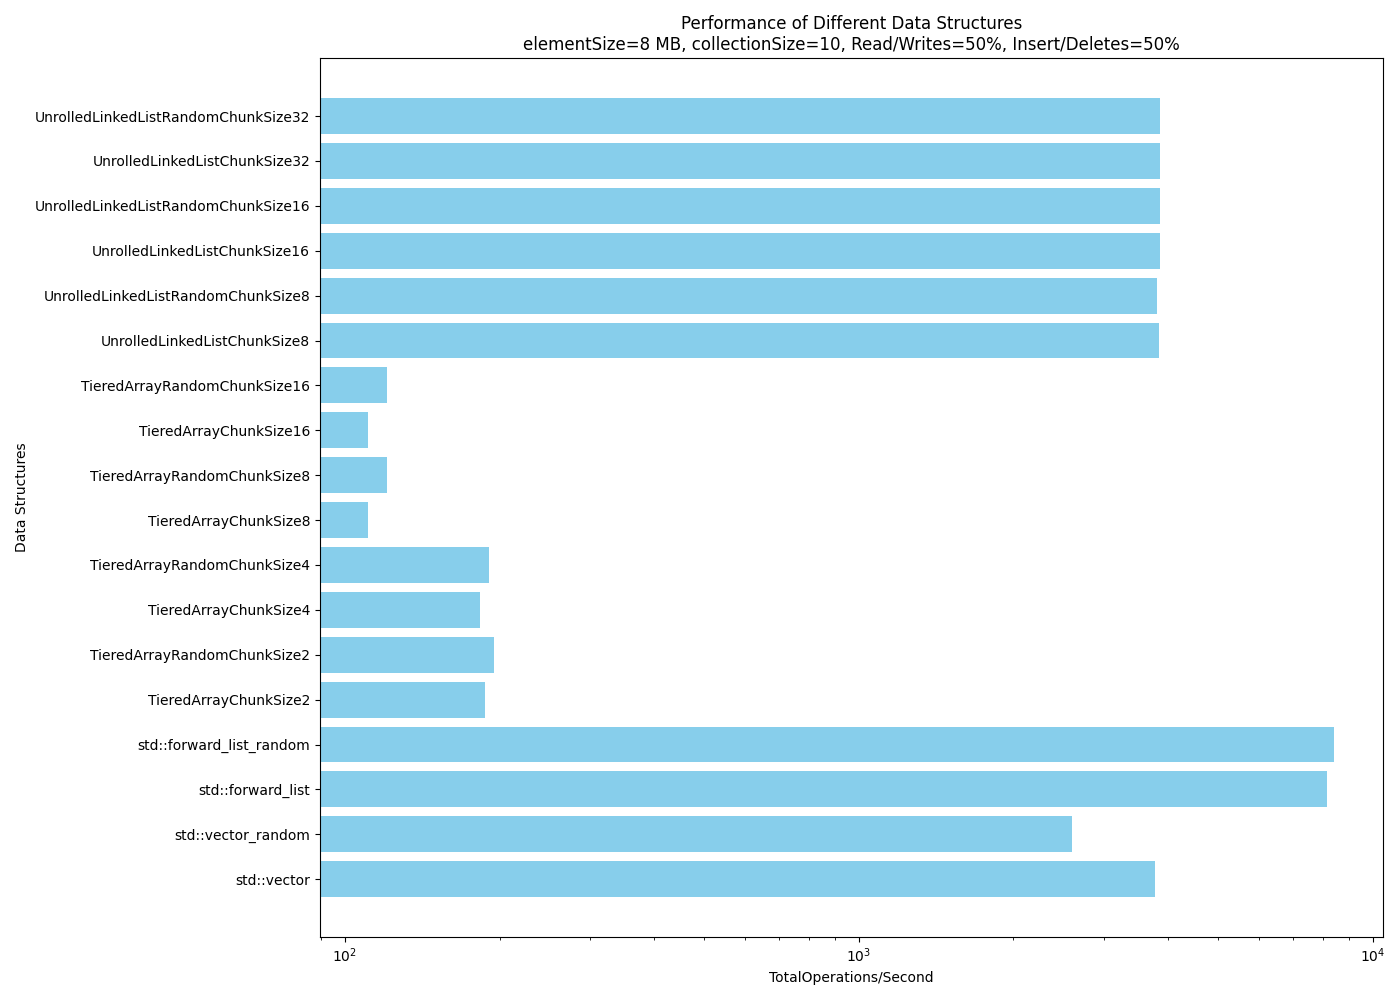 Performance of Different Data Structures
elementSize=8 MB, collectionSize=10, Read/Writes=50%, Insert/Deletes=50%
UnrolledLinkedListRandomChunkSize32
UnrolledLinkedListChunkSize32
UnrolledLinkedListRandomChunkSize16
UnrolledLinkedListChunkSize16
UnrolledLinkedListRandomChunkSize8
UnrolledLinkedListChunkSize8
TieredArrayRandomChunkSize16
TieredArrayChunkSize16
TieredArrayRandomChunkSize8
TieredArrayChunkSize8
TieredArrayRandomChunkSize4
TieredArrayChunkSize4
TieredArrayRandomChunkSize2
TieredArrayChunkSize2
std::forward_list_random
std::forward_list
std::vector_random
std::vector
Data Structures
10² 10³ 10⁴
TotalOperations/Second